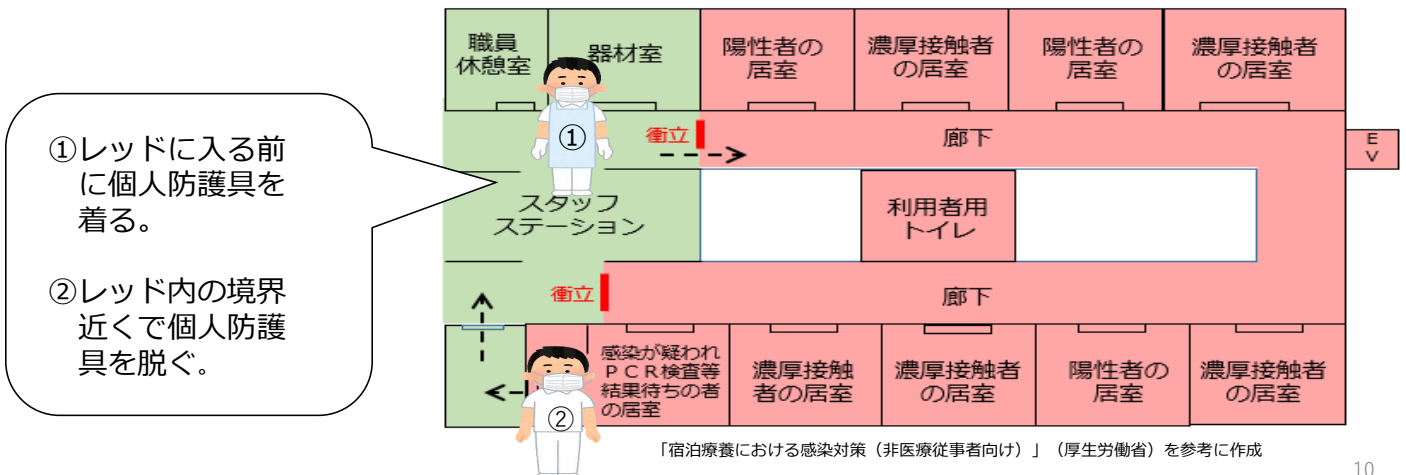 ①レッドに入る前
に個人防護具を
着る。
②レッド内の境界
近くで個人防護
具を脱ぐ.
職員
休憩室
器材室
陽性者の
居室
濃厚接触者
の居室
陽性者の
居室
濃厚接触者
の居室
①
衝立
廊下
E
V
スタッフ
ステーション
利用者用
トイレ
衝立
廊下
感染が疑われ
PCR検査等
結果待ちの者
の居室
濃厚接触
者の居室
濃厚接触者
の居室
陽性者の
居室
濃厚接触者
の居室
②
「宿泊療養における感染対策（非医療従事者向け）」（厚生労働省）を参考に作成
10